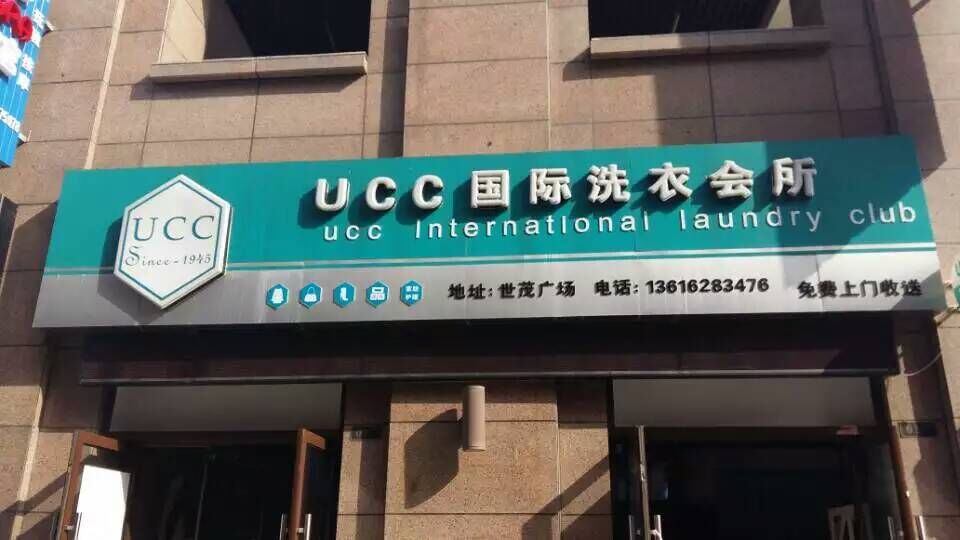 UCC
Since-1945
UCC国际洗衣会所
ucc International laundry club
地址:世茂广场 电话:13616283476 免费上门收送